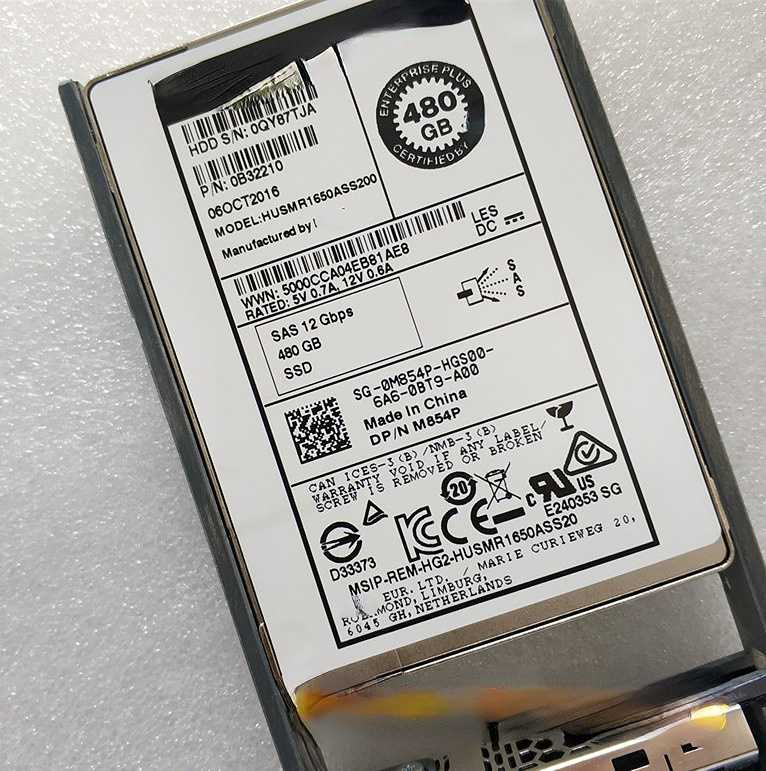 HDD S/N: 0QY87TJA
P/N: 0B32210
06OCT2016
MODEL:HUSMR1650ASS200
Manufactured by
ENTERPRISE PLUS
480
GB
CERTIFIED BY
WWN: 5000CCA04EB81AE8
RATED: 5V 0.7A, 12V 0.6A
LES
DC
SAS 12 Gbps
480 GB
SSD
SAS
SG-0M854P-HGS00-
6A6-0BT9-A00
Made In China
DP/N M854P
CAN ICES-3(B)/NMB-3(B)
WARRANTY VOID IF ANY LABEL/
SCREW IS REMOVED OR BROKEN
20
D33373
CE
c RU US
E240353 SG
MSIP-REM-HG2-HUSMR1650ASS20
EUR. LTD./ MARIE CURIEWEG 20,
LIMBURG,
6045 GH, NETHERLANDS